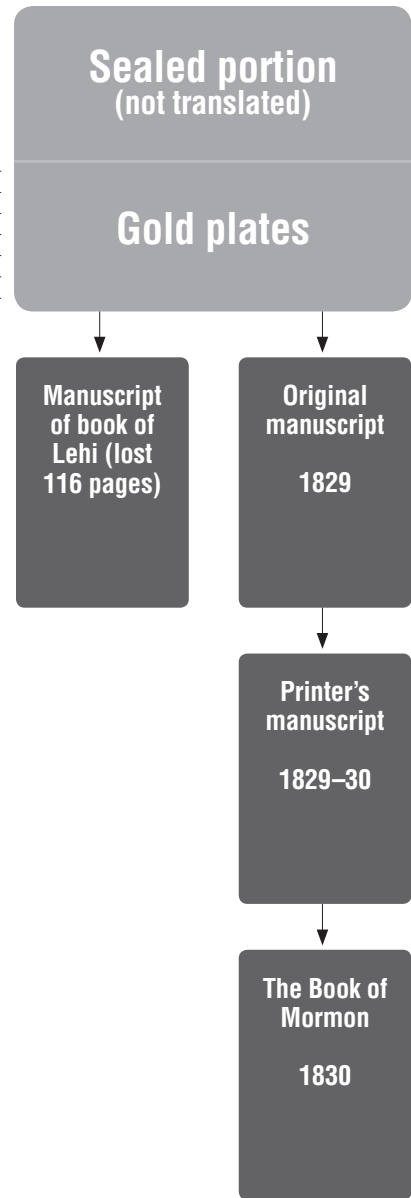 Sealed portion
(not translated)
Gold plates
Manuscript
of book of
Lehi (lost
116 pages)
Original
manuscript
1829
Printer’s
manuscript
1829–30
The Book of
Mormon
1830